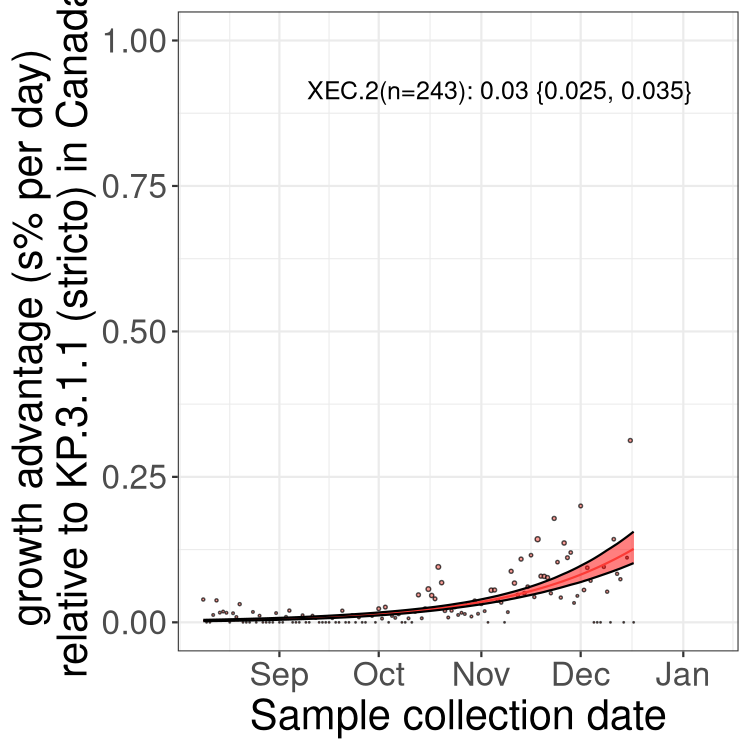 growth advantage (s% per day)
relative to KP.3.1.1 (stricto) in Canada
1.00
0.75
0.50
0.25
0.00
XEC.2(n=243): 0.03 {0.025, 0.035}
Sep Oct Nov Dec Jan
Sample collection date